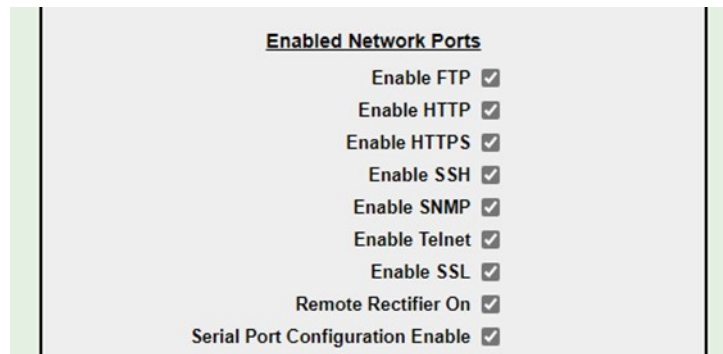 Enabled Network Ports
Enable FTP
Enable HTTP
Enable HTTPS
Enable SSH
Enable SNMP
Enable Telnet
Enable SSL
Remote Rectifier On
Serial Port Configuration Enable